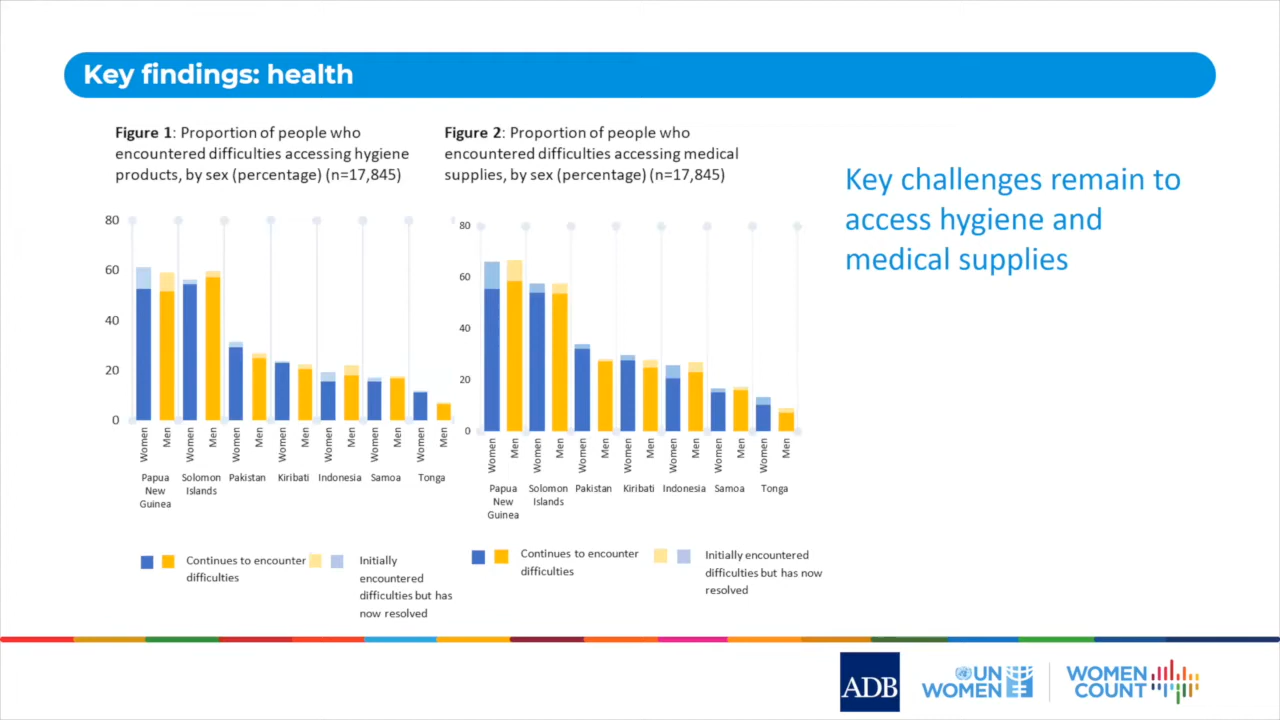 Key findings: health
Figure 1: Proportion of people who
encountered difficulties accessing hygiene
products, by sex (percentage) (n=17,845)
80
60
40
20
0
Women
Men
Women
Men
Women
Men
Women
Men
Women
Men
Women
Men
Women
Men
Papua
New
Guinea
Solomon
Islands
Pakistan
Kiribati
Indonesia
Samoa
Tonga
Continues to encounter
difficulties
Initially
encountered
difficulties but has
now resolved
Figure 2: Proportion of people who
encountered difficulties accessing medical
supplies, by sex (percentage) (n=17,845)
80
60
40
20
0
Women
Men
Women
Men
Women
Men
Women
Men
Women
Men
Women
Men
Women
Men
Papua
New
Guinea
Solomon
Islands
Pakistan
Kiribati
Indonesia
Samoa
Tonga
Continues to encounter
difficulties
Initially encountered
difficulties but has now
resolved
Key challenges remain to
access hygiene and
medical supplies
ADB
UN
WOMEN
WOMEN
COUNT